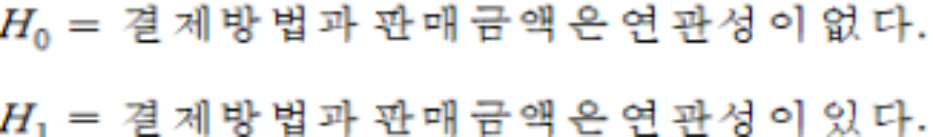 H₀ = 결제방법과 판매금액은 연관성이 없다.
H₁ = 결제방법과 판매금액은 연관성이 있다.